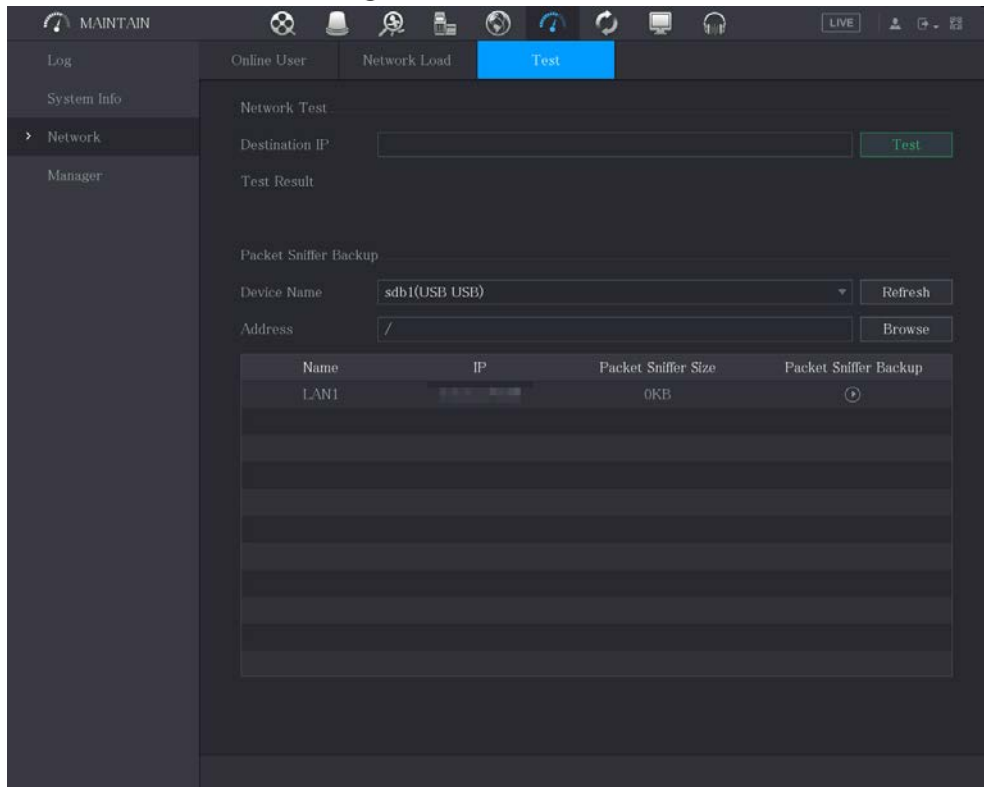 MAINTAIN
LIVE
Log
System Info
Network
Manager
Online User
Network Load
Test
Network Test
Destination IP
Test
Test Result
Packet Sniffer Backup
Device Name
sdb1(USB USB)
Refresh
Address
/
Browse
Name IP Packet Sniffer Size Packet Sniffer Backup
LAN1 0KB